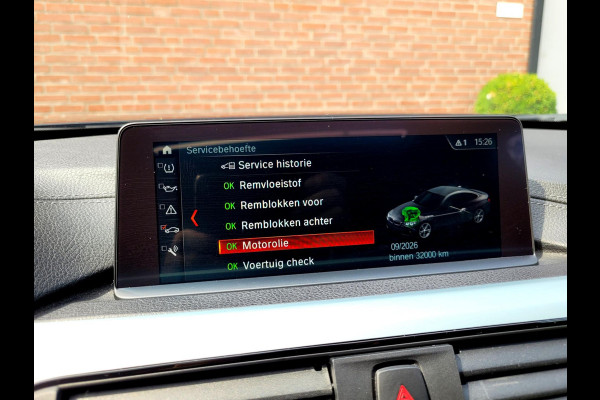 Servicebehoefte
1 15:26
Service historie
OK Remvloeistof
OK Remblokken voor
OK Remblokken achter
OK Motorolie
OK Voertuig check
09/2026
binnen 32000 km